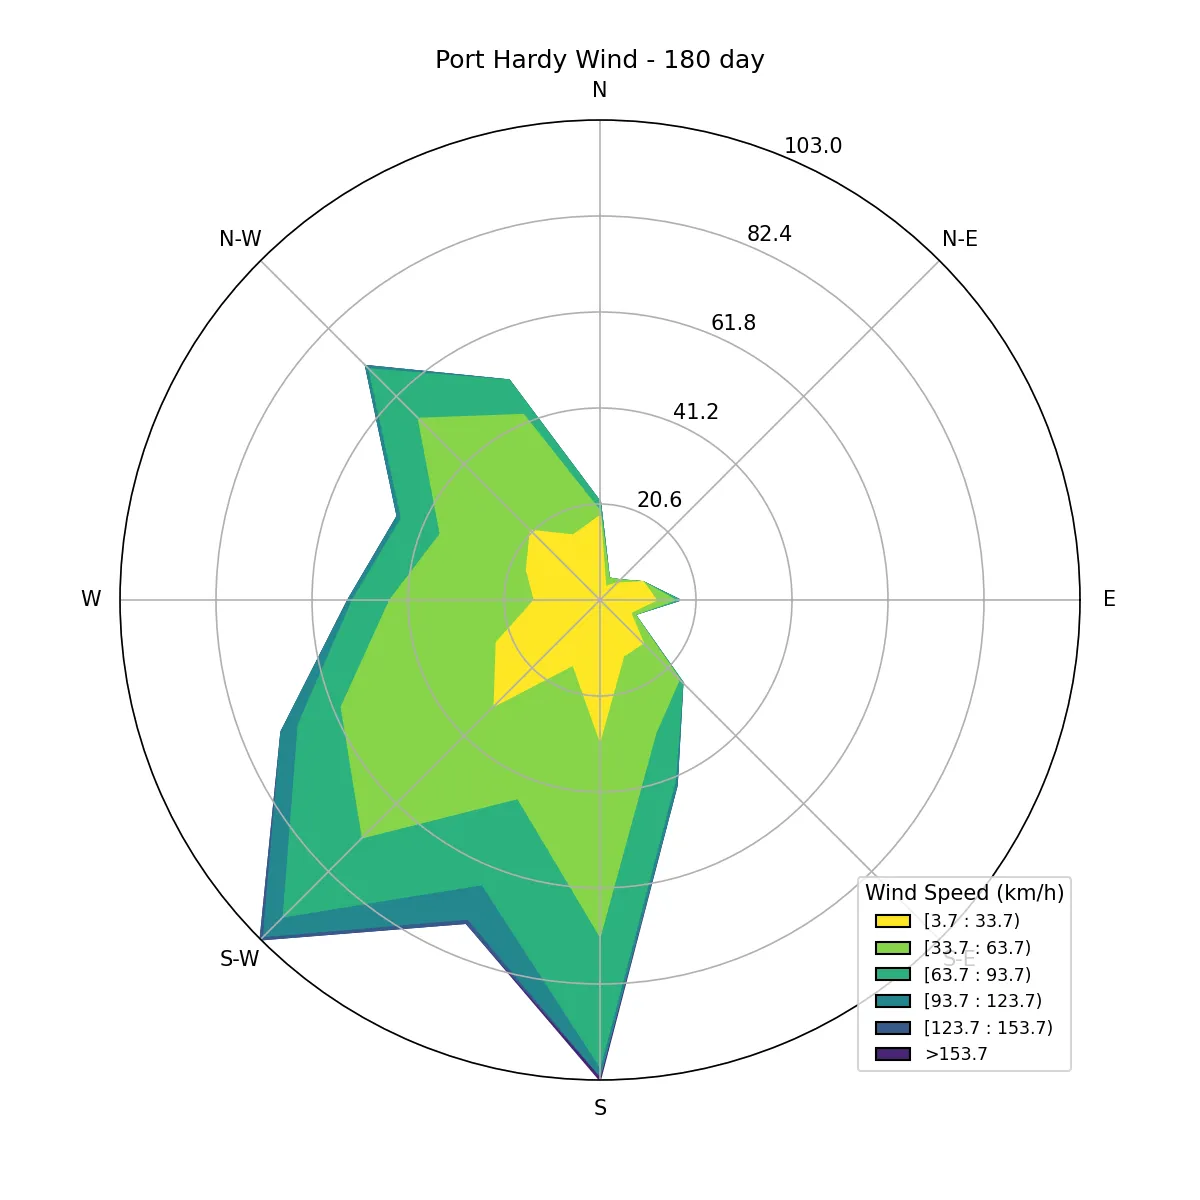 Port Hardy Wind - 180 day
N
103.0
N-W
N-E
82.4
61.8
41.2
20.6
W
E
S-W
S-E
S
Wind Speed (km/h)
[3.7 : 33.7)
[33.7 : 63.7)
[63.7 : 93.7)
[93.7 : 123.7)
[123.7 : 153.7)
>153.7